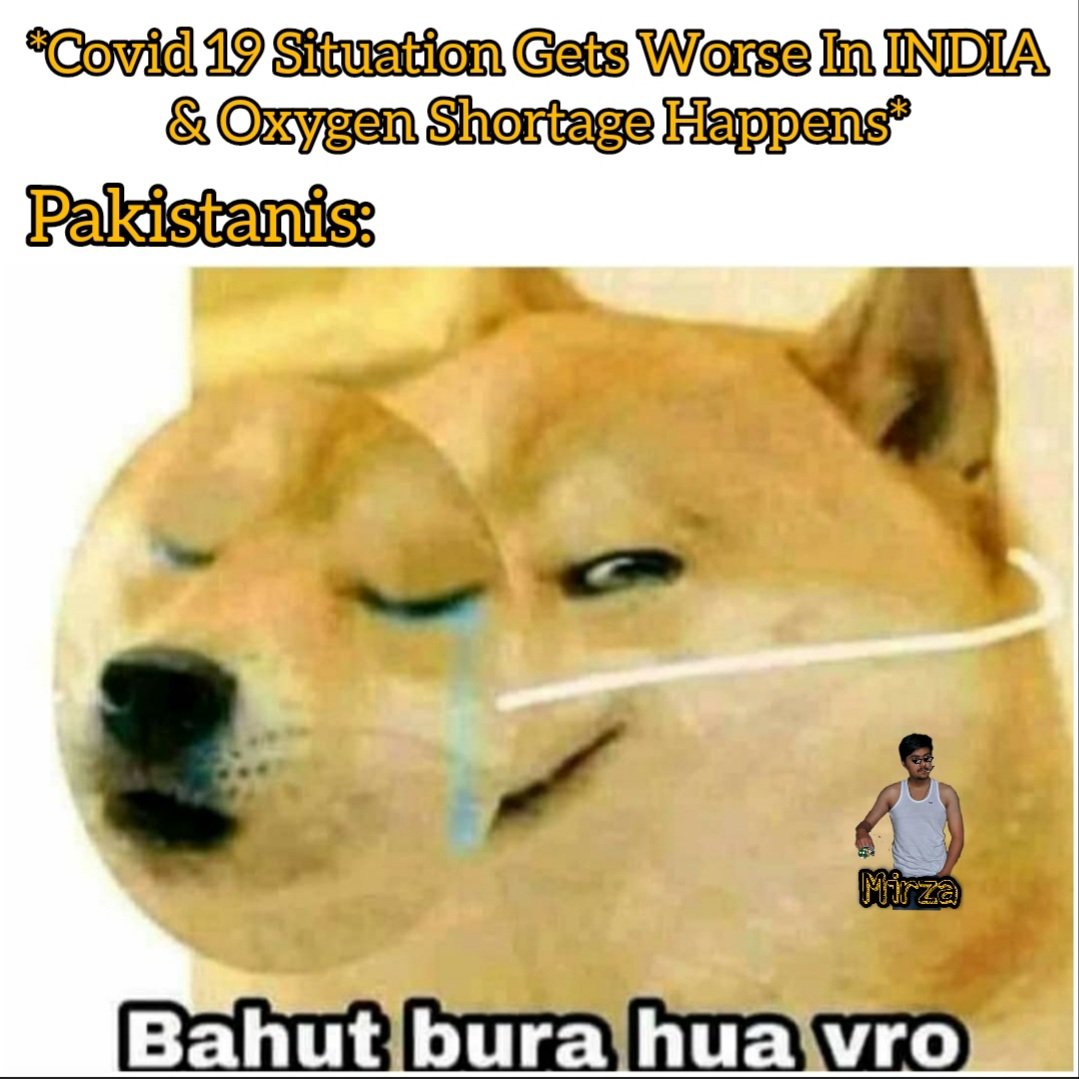 *Covid 19 Situation Gets Worse In INDIA
& Oxygen Shortage Happens*
Pakistanis:
Mirza
Bahut bura hua vro